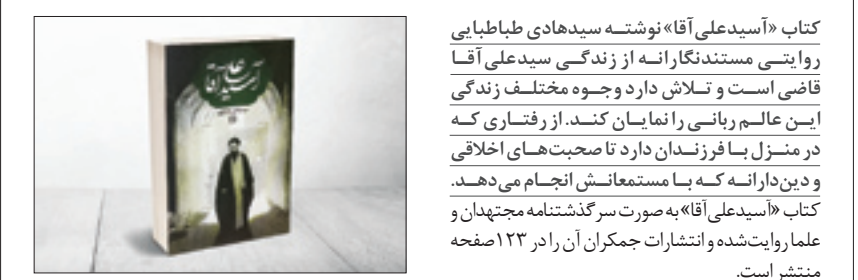 کتاب «آسیدعلی‌آقا» نوشته سیدهادی طباطبایی
روایتی مستندنگارانه از زندگی سیدعلی آقا
قاضی است و تلاش دارد وجوه مختلف زندگی
این عالم ربانی را نمایان کند. از رفتاری که
در منزل با فرزندان دارد تا صحبت‌های اخلاقی
و دین‌دارانه که با مستمعانش انجام می‌دهد.
کتاب «آسیدعلی‌آقا» به صورت سرگذشتنامه مجتهدان و
علما روایت‌شده و انتشارات جمکران آن را در ۱۲۳ صفحه
منتشر است.
آسیدعلی‌آقا